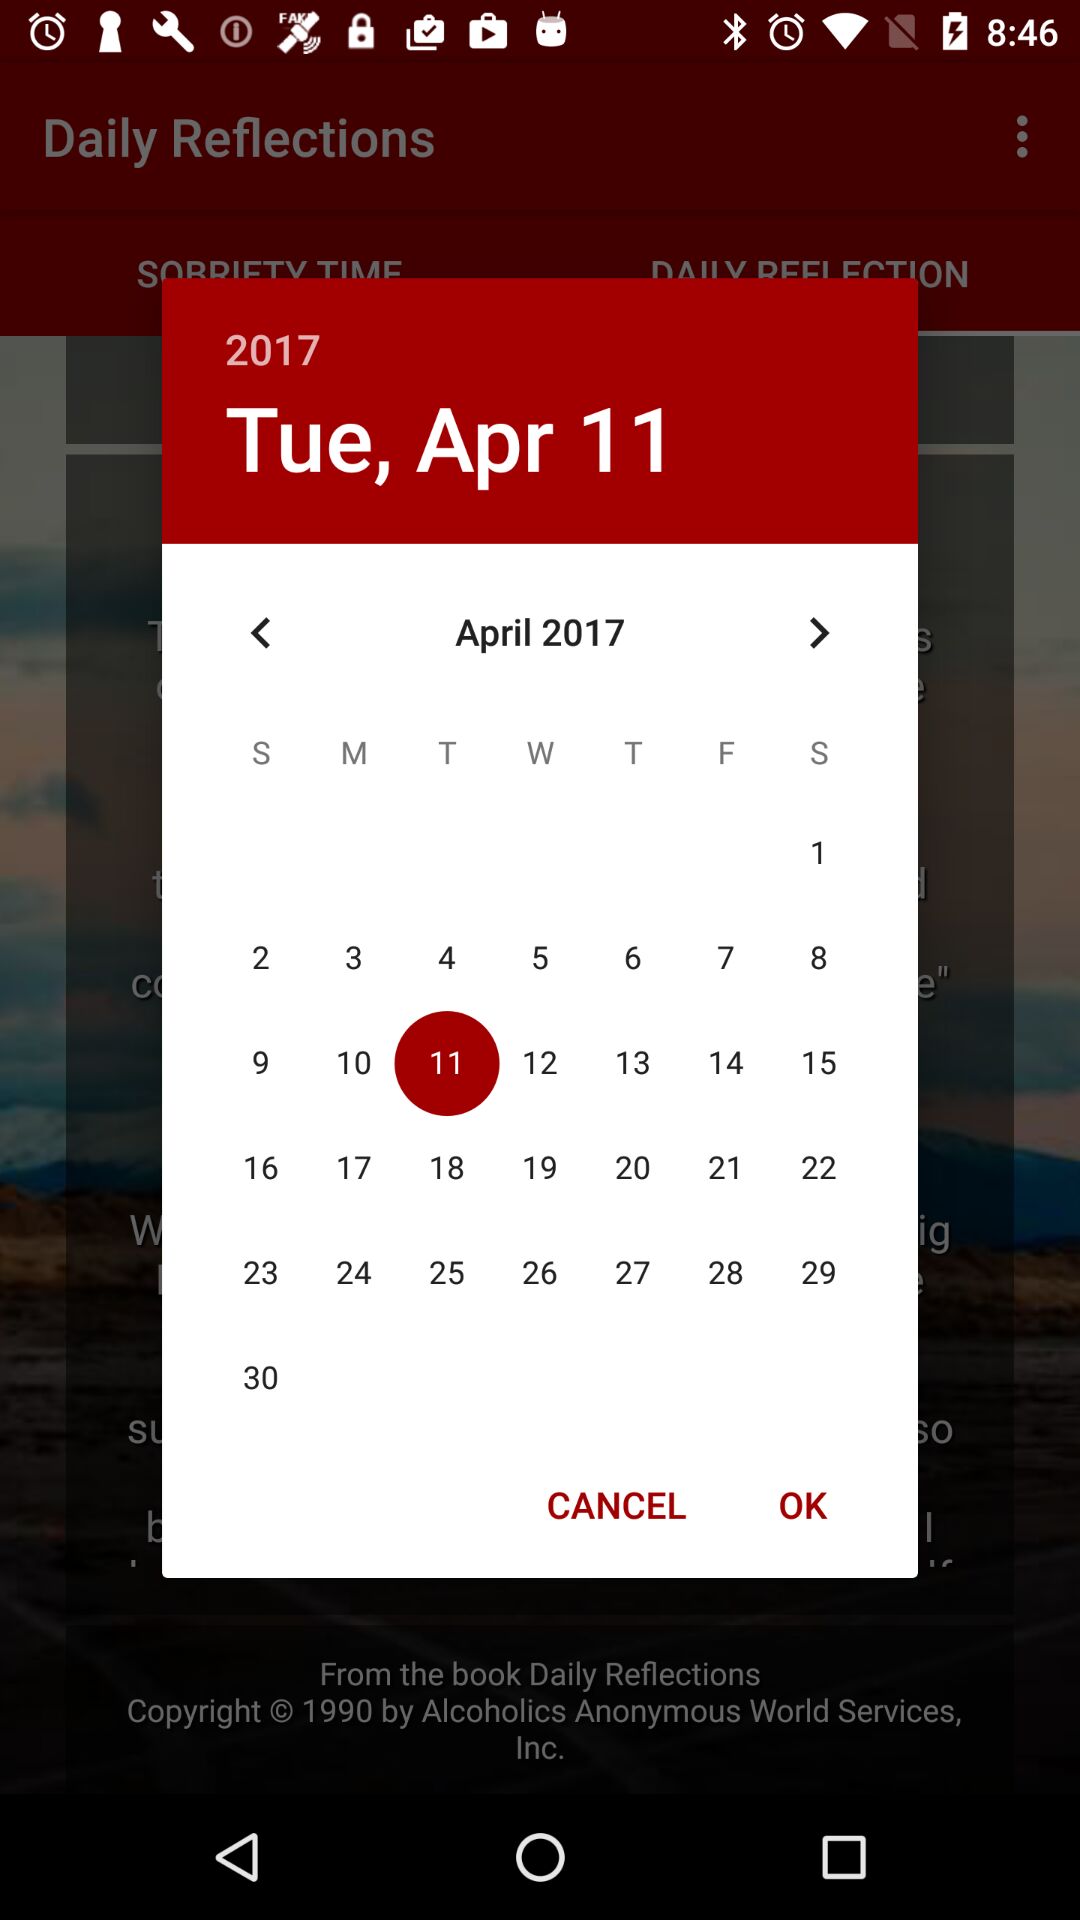 FAKE
8:46
Daily Reflections
SOBRIETY TIME DAILY REFLECTION
2017
Tue, Apr 11
April 2017
S M T W T F S
1
2 3 4 5 6 7 8
9 10 11 12 13 14 15
16 17 18 19 20 21 22
23 24 25 26 27 28 29
30
CANCEL OK
From the book Daily Reflections
Copyright © 1990 by Alcoholics Anonymous World Services,
Inc.